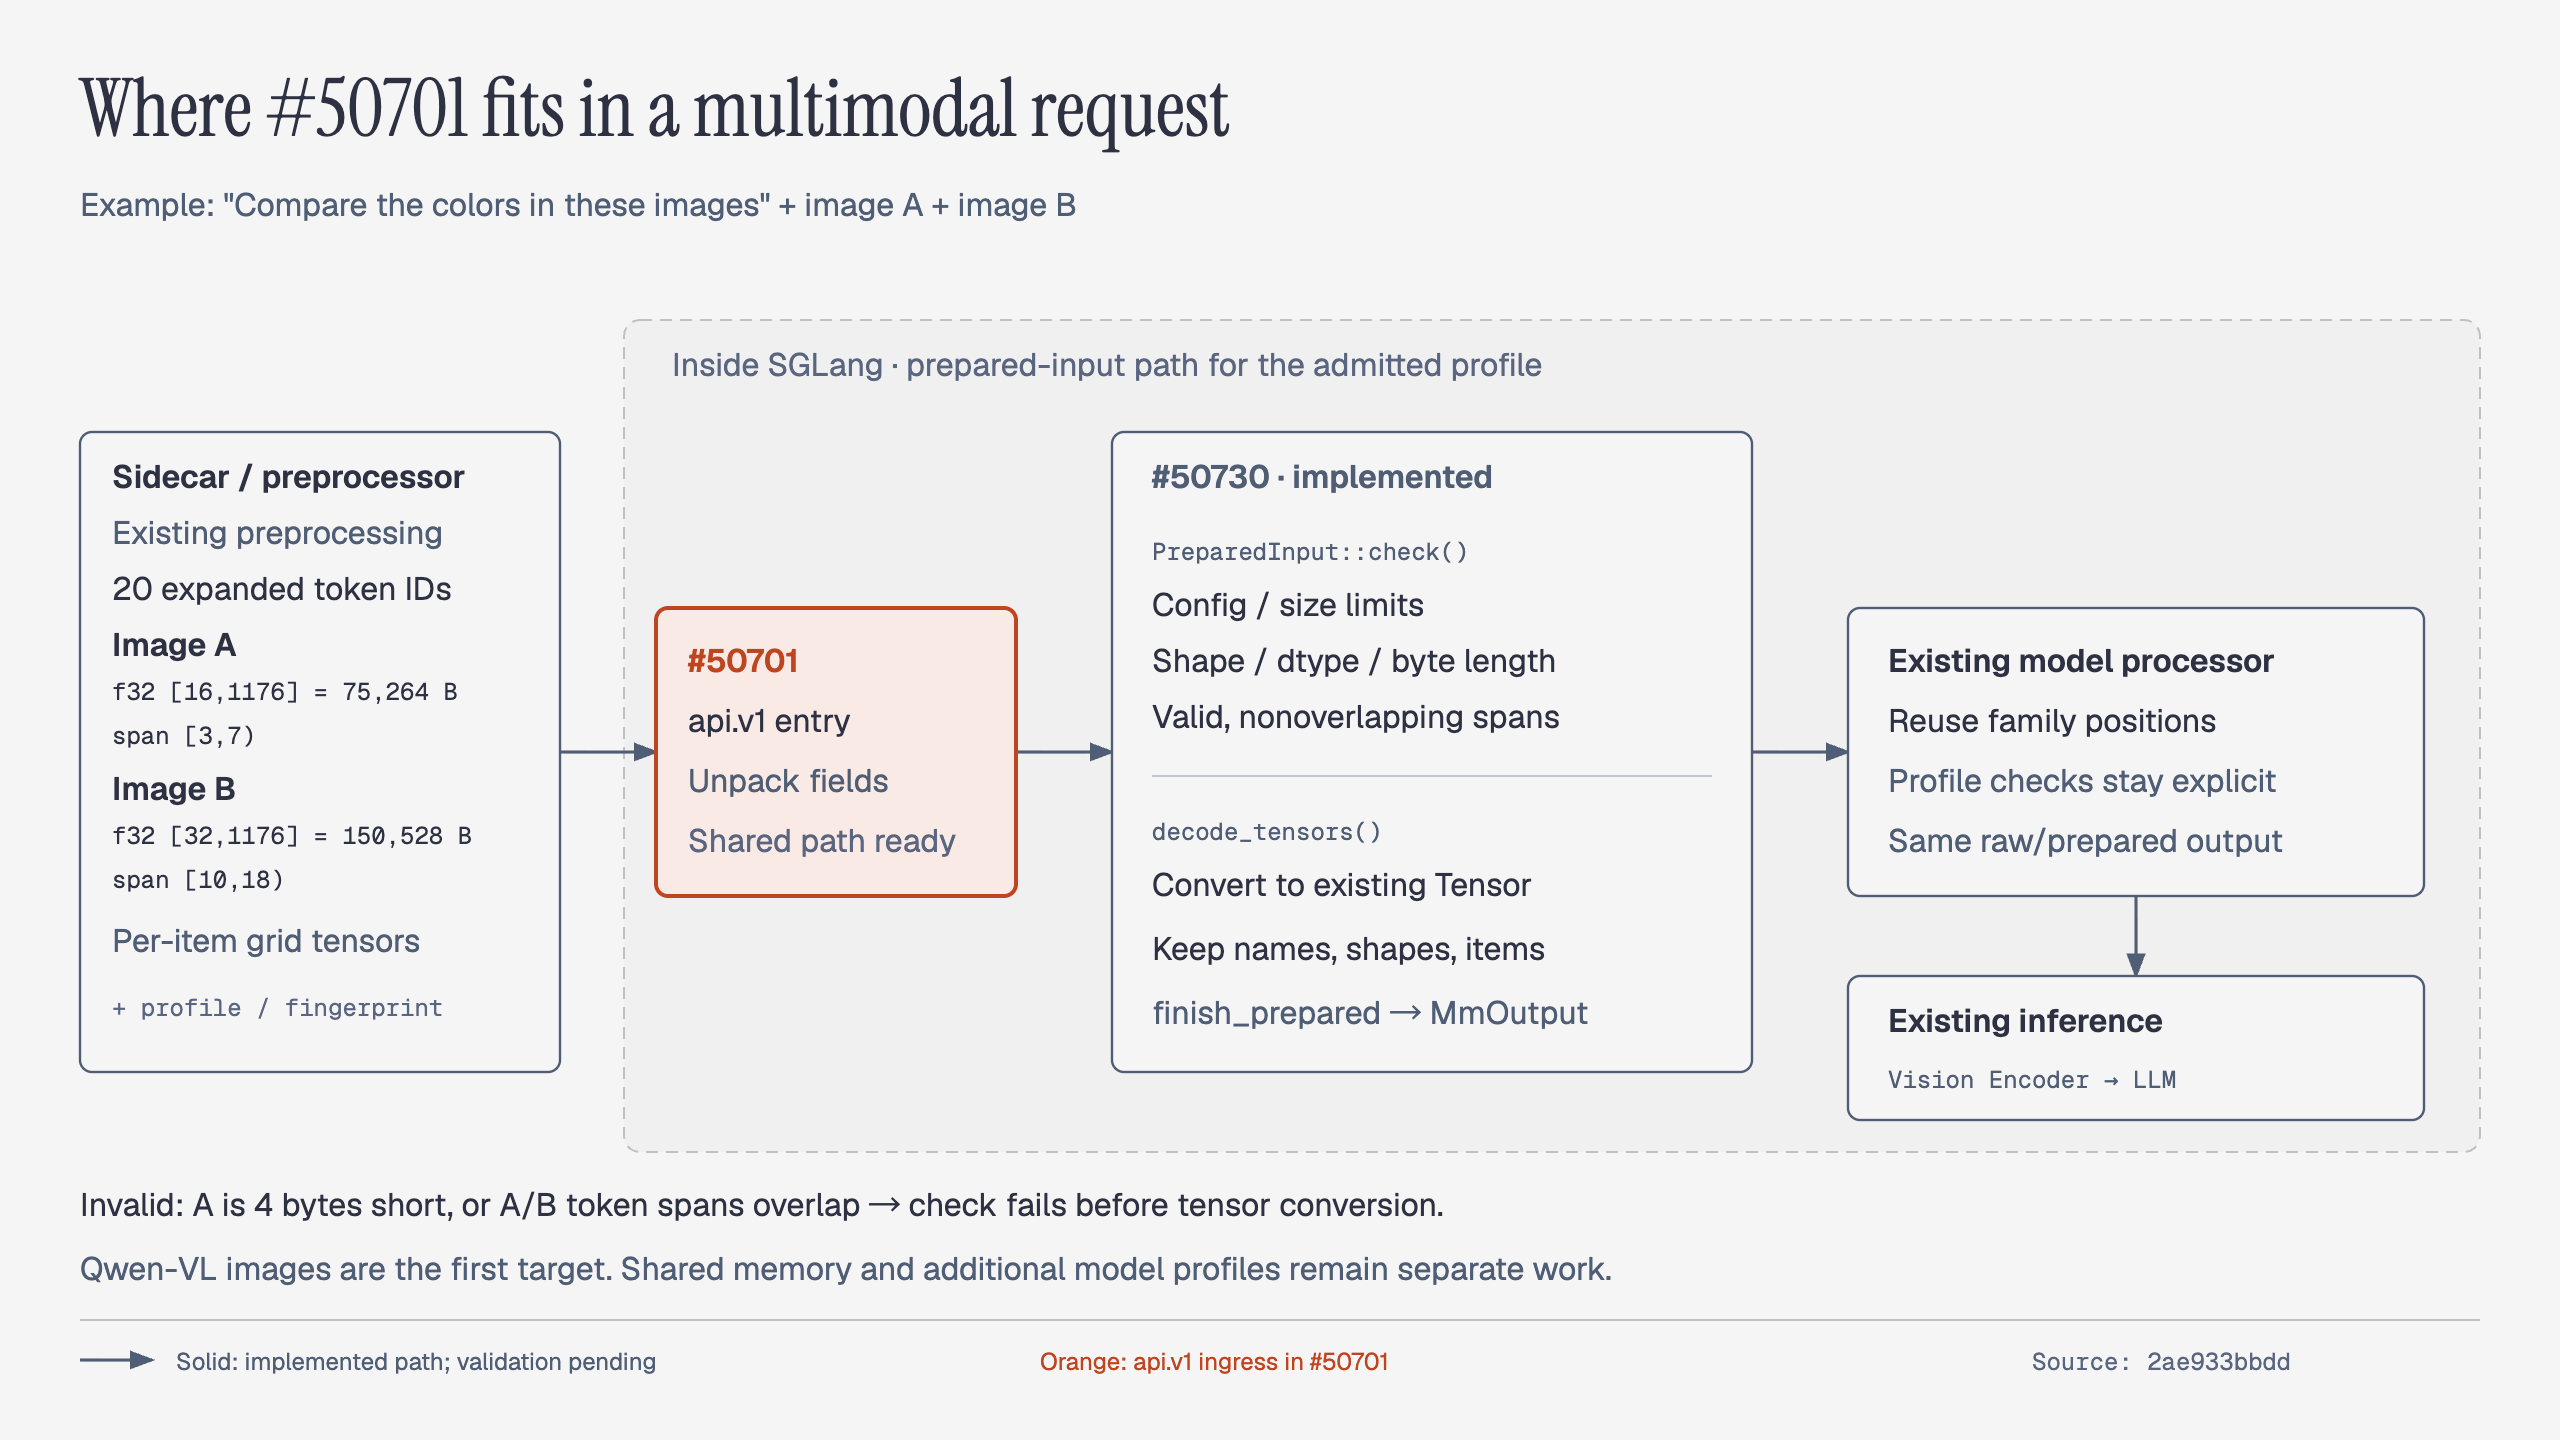 Where #50701 fits in a multimodal request
Example: "Compare the colors in these images" + image A + image B
Inside SGLang · prepared-input path for the admitted profile
Sidecar / preprocessor
Existing preprocessing
20 expanded token IDs
Image A
f32 [16,1176] = 75,264 B
span [3,7)
Image B
f32 [32,1176] = 150,528 B
span [10,18)
Per-item grid tensors
+ profile / fingerprint
#50701
api.v1 entry
Unpack fields
Shared path ready
#50730 · implemented
PreparedInput::check()
Config / size limits
Shape / dtype / byte length
Valid, nonoverlapping spans
decode_tensors()
Convert to existing Tensor
Keep names, shapes, items
finish_prepared → MmOutput
Existing model processor
Reuse family positions
Profile checks stay explicit
Same raw/prepared output
Existing inference
Vision Encoder → LLM
Invalid: A is 4 bytes short, or A/B token spans overlap → check fails before tensor conversion.
Qwen-VL images are the first target. Shared memory and additional model profiles remain separate work.
Solid: implemented path; validation pending
Orange: api.v1 ingress in #50701
Source: 2ae933bbdd